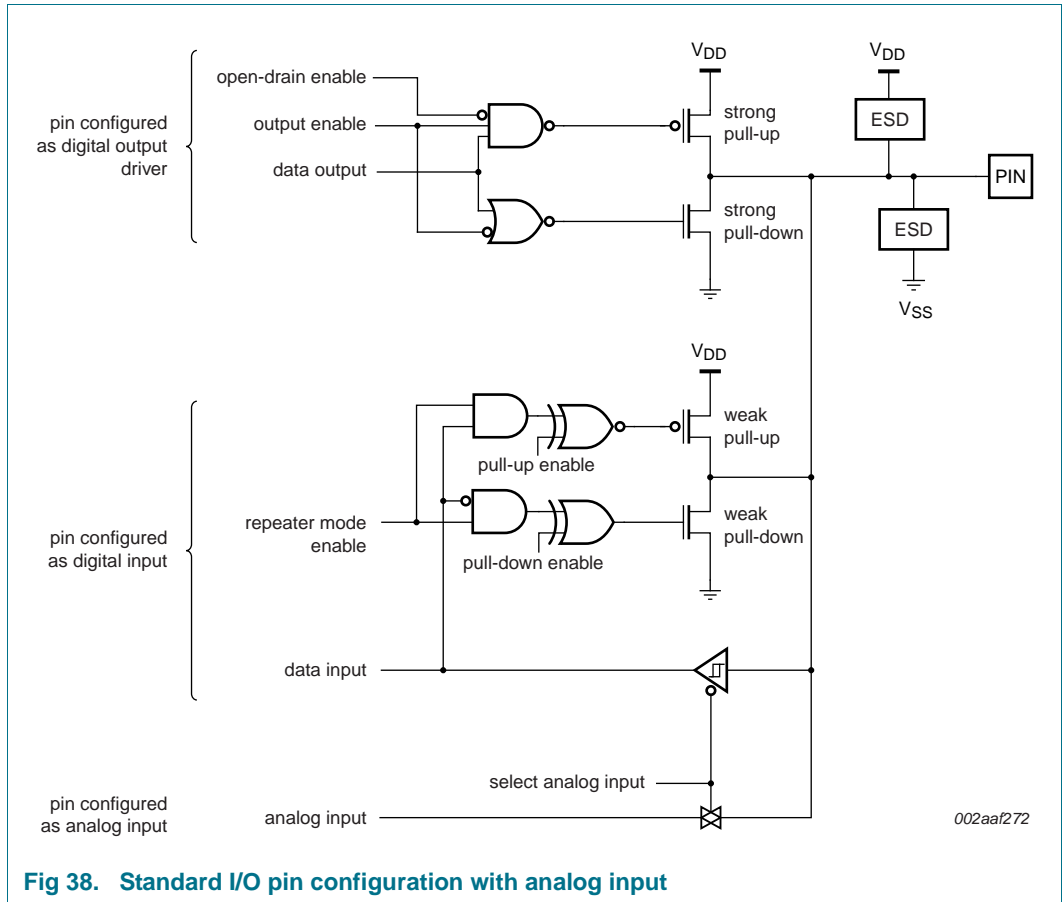 VDD
VDD
open-drain enable
strong
pull-up
ESD
pin configured
as digital output
driver
output enable
data output
PIN
strong
pull-down
ESD
VSS
VDD
weak
pull-up
pull-up enable
pin configured
as digital input
repeater mode
enable
weak
pull-down
pull-down enable
data input
select analog input
pin configured
as analog input
analog input
002aaf272
Fig 38. Standard I/O pin configuration with analog input